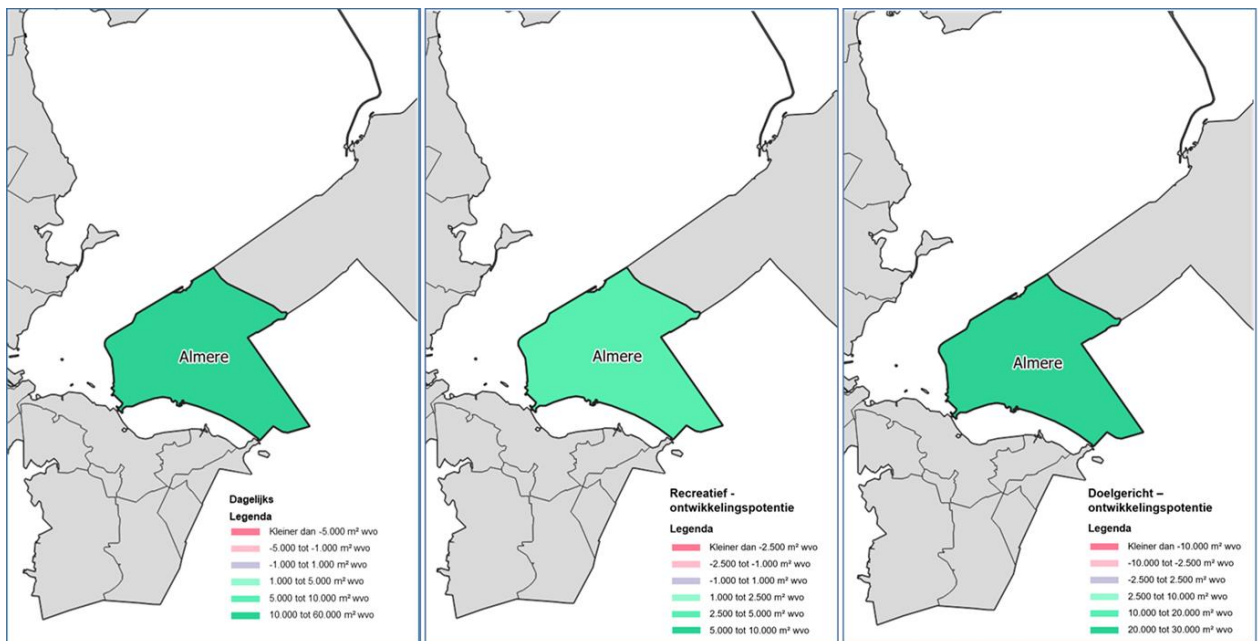 Almere
Dagelijks
Legenda
Kleiner dan -5.000 m² wvo
-5.000 tot -1.000 m² wvo
-1.000 tot 1.000 m² wvo
1.000 tot 5.000 m² wvo
5.000 tot 10.000 m² wvo
10.000 tot 60.000 m² wvo
Almere
Recreatief -
ontwikkelingspotentie
Legenda
Kleiner dan -2.500 m² wvo
-2.500 tot -1.000 m² wvo
-1.000 tot 1.000 m² wvo
1.000 tot 2.500 m² wvo
2.500 tot 5.000 m² wvo
5.000 tot 10.000 m² wvo
Almere
Doelgericht –
ontwikkelingspotentie
Legenda
Kleiner dan -10.000 m² wvo
-10.000 tot -2.500 m² wvo
-2.500 tot 2.500 m² wvo
2.500 tot 10.000 m² wvo
10.000 tot 20.000 m² wvo
20.000 tot 30.000 m² wvo